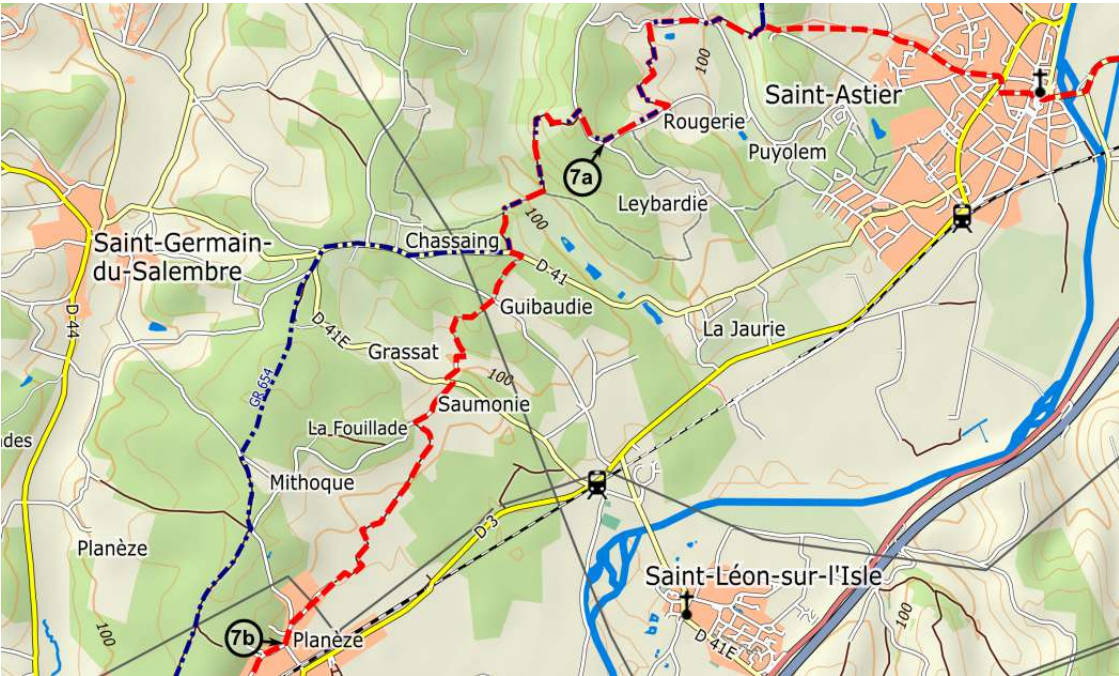 100
Saint-Astier
Rougerie
Puyolem
7a
Leybardie
100
Chassaing
Saint-Germain-
du-Salembre
D-41
Guibaudie
D-44
D 41E
La Jaurie
Grassat
100
GR 654
Saumonie
La Fouillade
des
Mithoque
D-3
Planèze
Saint-Léon-sur-l'Isle
100
100
7b
Planèze
D 41E